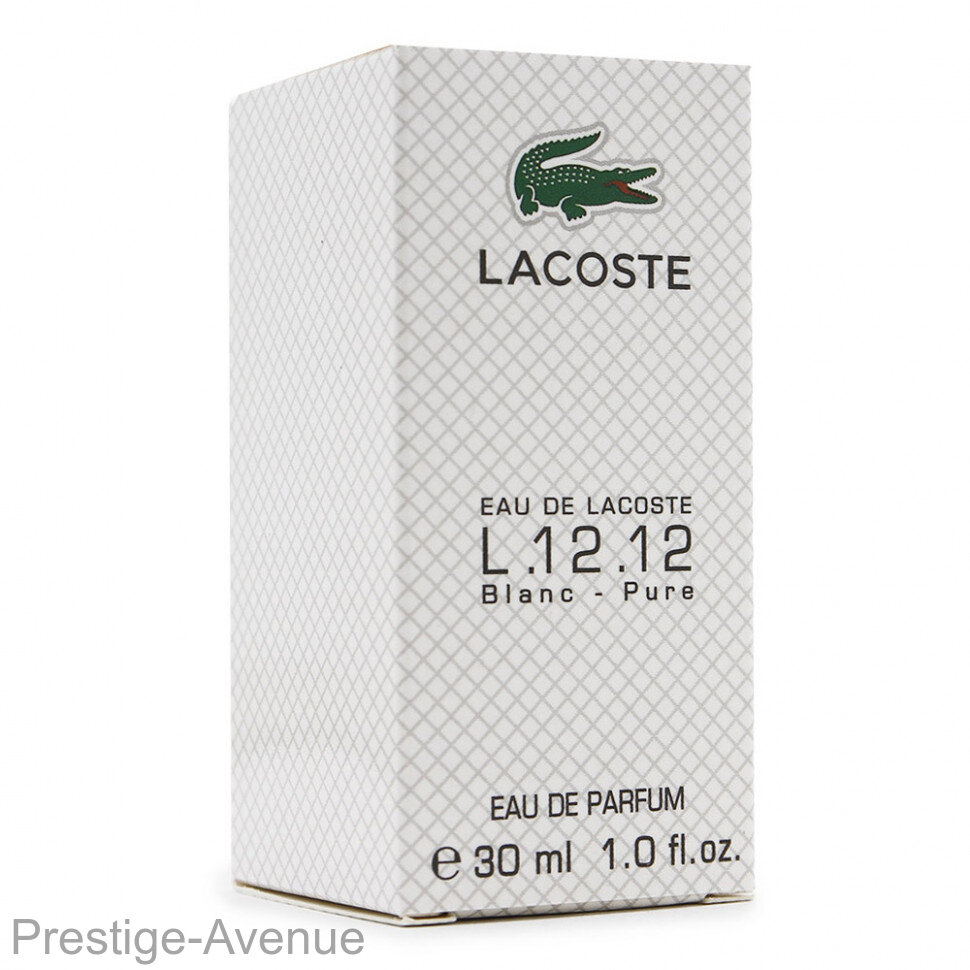 LACOSTE
EAU DE LACOSTE
L.12.12
Blanc - Pure
EAU DE PARFUM
e 30 ml 1.0 fl.oz.
Prestige-Avenue